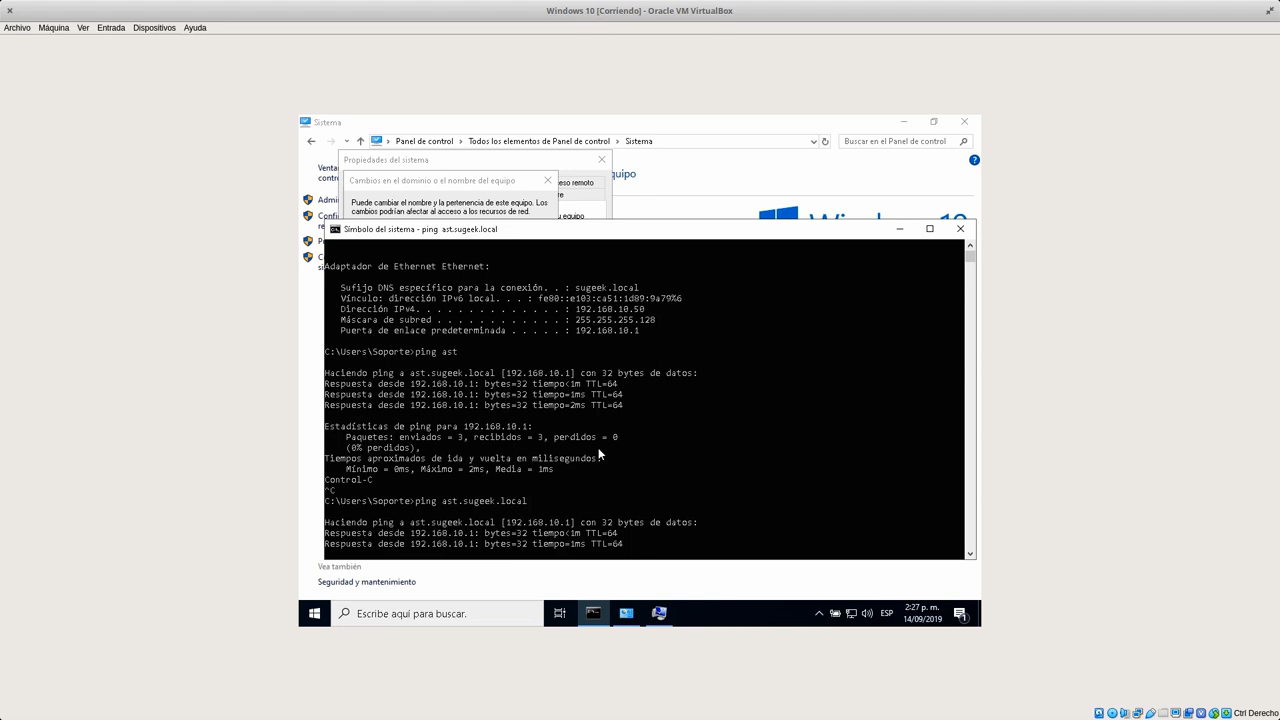 Windows 10 [Corriendo] - Oracle VM VirtualBox
Archivo Máquina Ver Entrada Dispositivos Ayuda
Sistema
Panel de control Todos los elementos de Panel de control Sistema
Buscar en el Panel de control
Propiedades del sistema
Cambios en el dominio o el nombre del equipo
Puede cambiar el nombre y la pertenencia de este equipo. Los
cambios podrían afectar al acceso a los recursos de red.
Símbolo del sistema - ping ast.sugeek.local
Adaptador de Ethernet Ethernet:
Sufijo DNS específico para la conexión. . : sugeek.local
Vínculo: dirección IPv6 local. . . : fe80::e103:ca51:1d89:9a79%6
Dirección IPv4. . . . . . . . . . . . . . : 192.168.10.50
Máscara de subred . . . . . . . . . . . . : 255.255.255.128
Puerta de enlace predeterminada . . . . . : 192.168.10.1
C:\Users\Soporte>ping ast
Haciendo ping a ast.sugeek.local [192.168.10.1] con 32 bytes de datos:
Respuesta desde 192.168.10.1: bytes=32 tiempo<1m TTL=64
Respuesta desde 192.168.10.1: bytes=32 tiempo=1ms TTL=64
Respuesta desde 192.168.10.1: bytes=32 tiempo=2ms TTL=64
Estadísticas de ping para 192.168.10.1:
Paquetes: enviados = 3, recibidos = 3, perdidos = 0
(0% perdidos),
Tiempos aproximados de ida y vuelta en milisegundos:
Mínimo = 0ms, Máximo = 2ms, Media = 1ms
Control-C
^C
C:\Users\Soporte>ping ast.sugeek.local
Haciendo ping a ast.sugeek.local [192.168.10.1] con 32 bytes de datos:
Respuesta desde 192.168.10.1: bytes=32 tiempo<1m TTL=64
Respuesta desde 192.168.10.1: bytes=32 tiempo=1ms TTL=64
Vea también
Seguridad y mantenimiento
Escribe aquí para buscar.
ESP
2:27 p. m.
14/09/2019
1
Ctrl Derecho